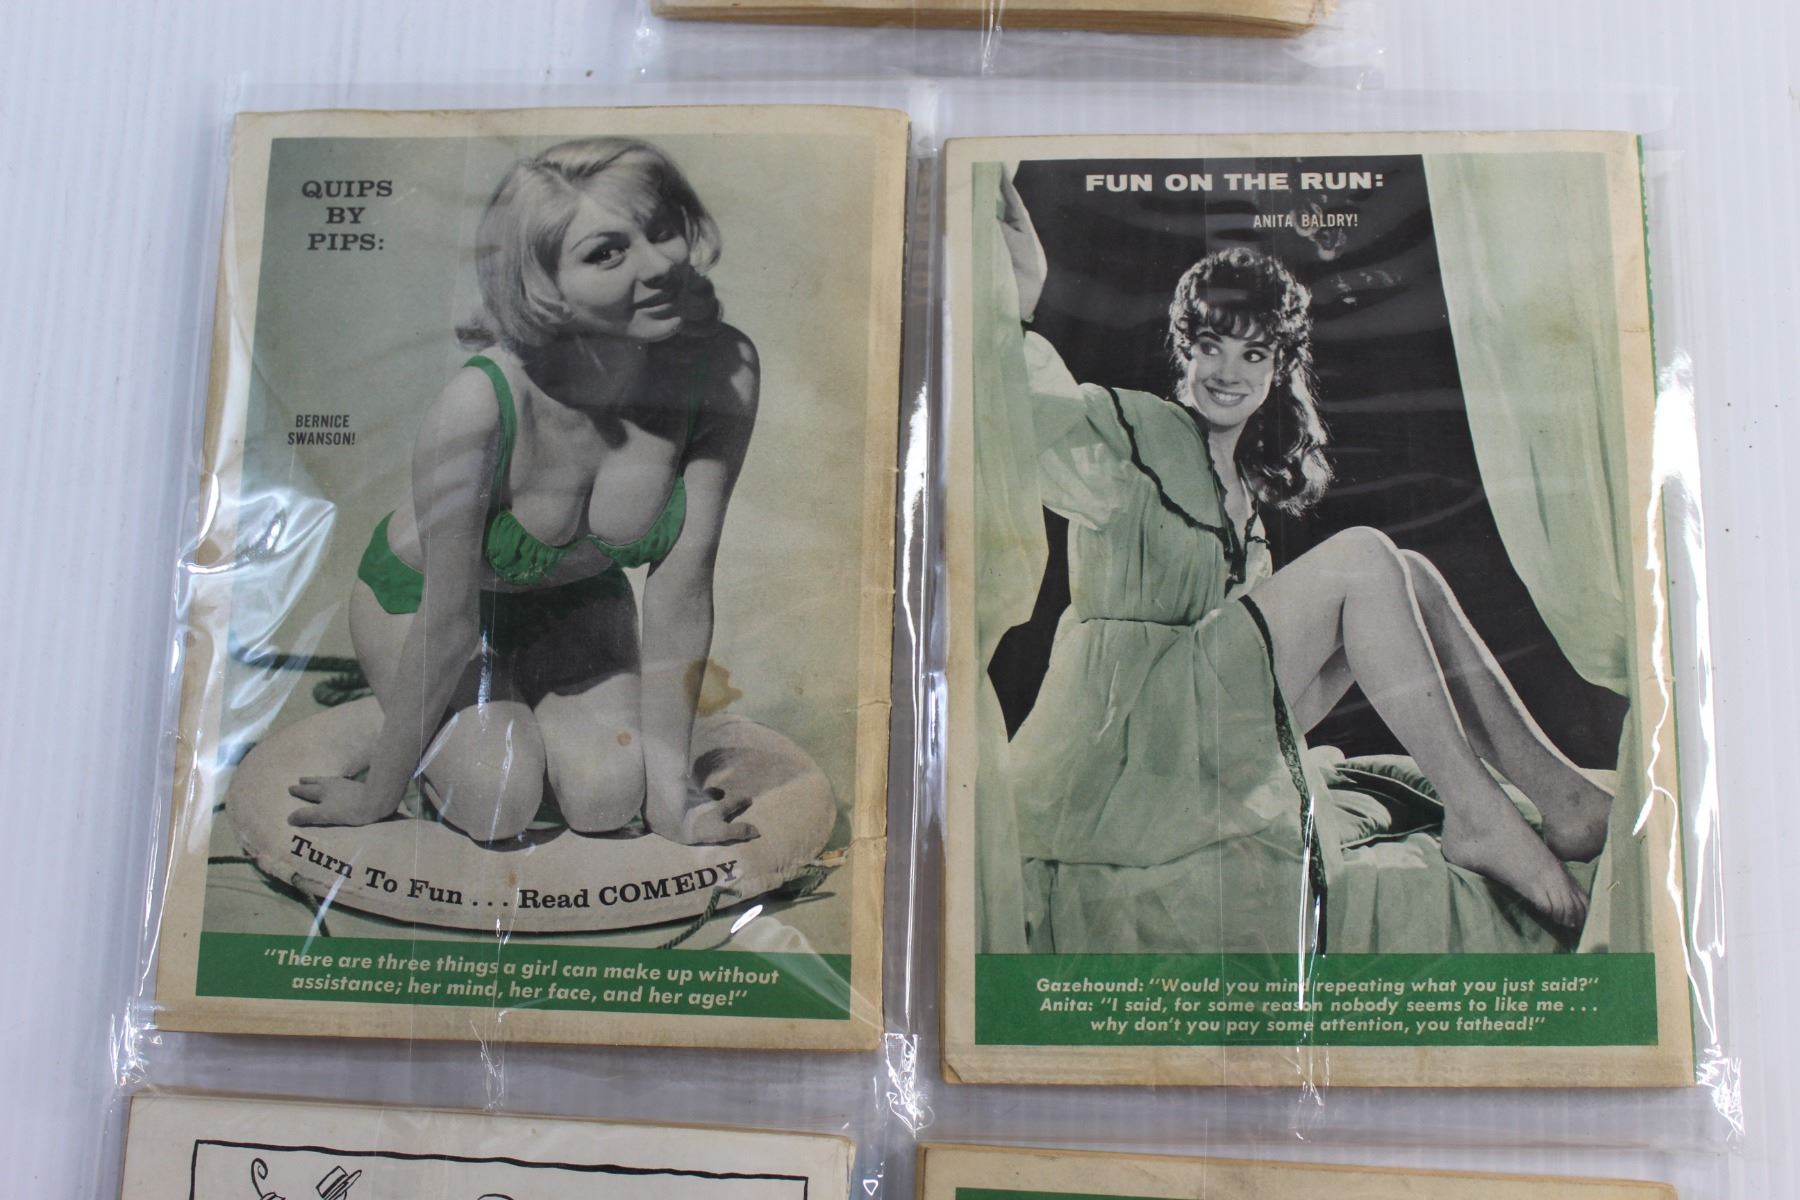 QUIPS
BY
PIPS:
BERNICE
SWANSON!
Turn To Fun . . . Read COMEDY
"There are three things a girl can make up without
assistance; her mind, her face, and her age!"
FUN ON THE RUN:
ANITA BALDRY!
Gazehound: "Would you mind repeating what you just said?"
Anita: "I said, for some reason nobody seems to like me . . .
why don't you pay some attention, you fathead!"